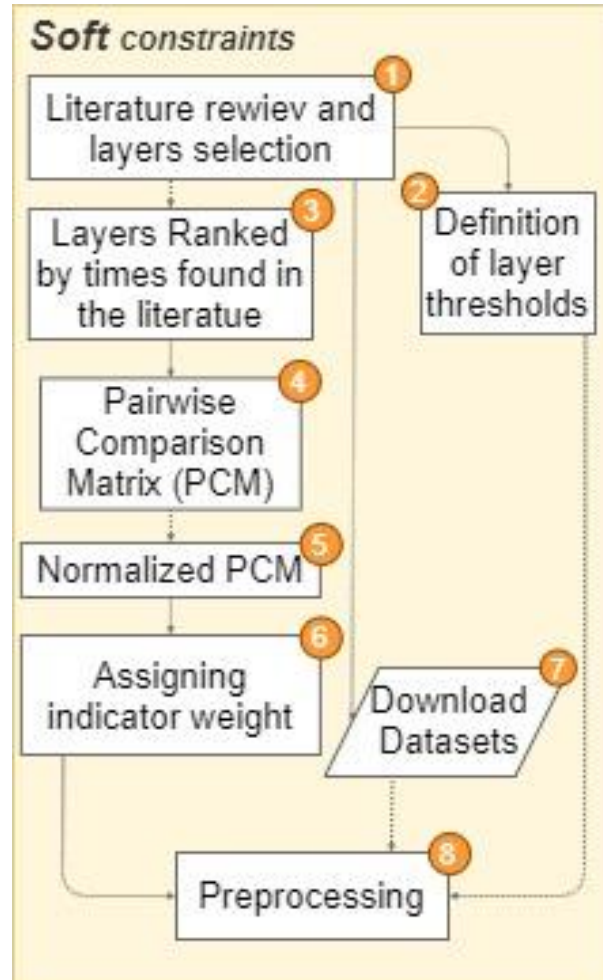 Soft constraints
1
Literature rewiev and
layers selection
2
Definition
of layer
thresholds
3
Layers Ranked
by times found in
the literatue
4
Pairwise
Comparison
Matrix (PCM)
5
Normalized PCM
6
Assigning
indicator weight
7
Download
Datasets
8
Preprocessing